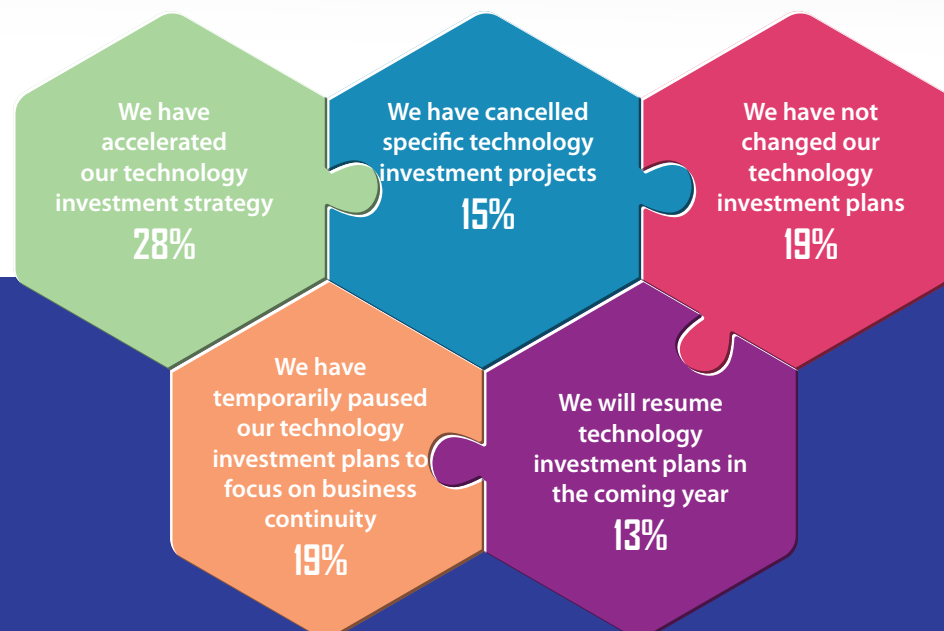 We have
accelerated
our technology
investment strategy
28%
We have cancelled
specific technology
investment projects
15%
We have not
changed our
technology
investment plans
19%
We have
temporarily paused
our technology
investment plans to
focus on business
continuity
19%
We will resume
technology
investment plans in
the coming year
13%